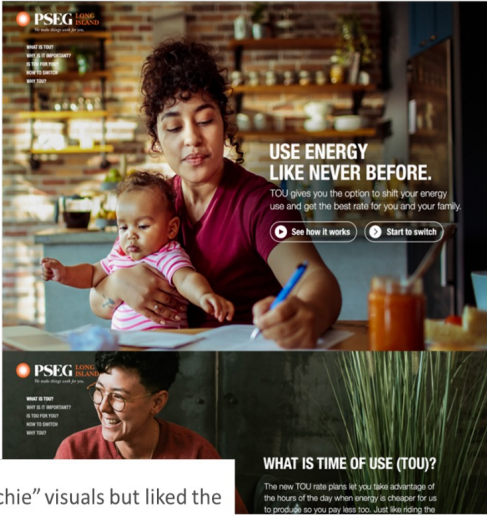 PSEG LONG
ISLAND
We make things work for you.
WHAT IS TOU?
WHY IS IT IMPORTANT?
IS TOU FOR YOU?
HOW TO SWITCH
WHY TOU?
USE ENERGY
LIKE NEVER BEFORE.
TOU gives you the option to shift your energy
use and get the best rate for you and your family.
See how it works
Start to switch
PSEG LONG
ISLAND
We make things work for you.
WHAT IS TOU?
WHY IS IT IMPORTANT?
IS TOU FOR YOU?
HOW TO SWITCH
WHY TOU?
WHAT IS TIME OF USE (TOU)?
The new TOU rate plans let you take advantage of
the hours of the day when energy is cheaper for us
to produce so you pay less too. Just like riding the
chie” visuals but liked the